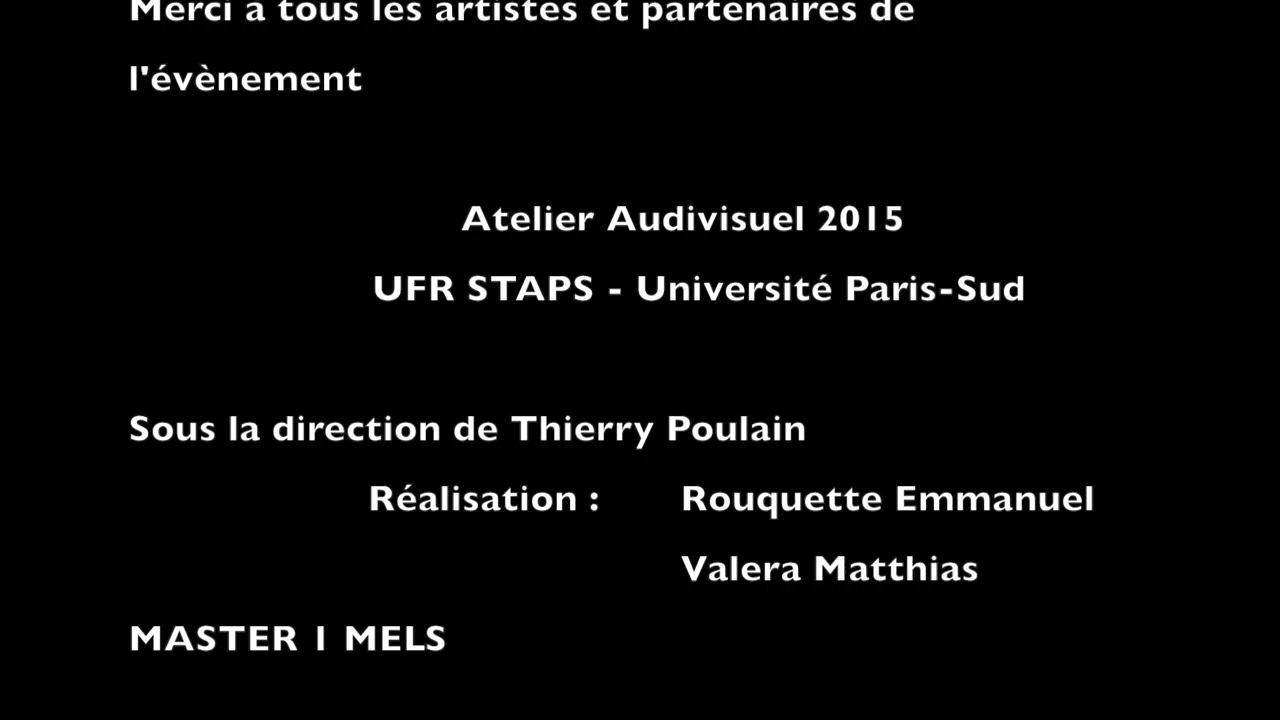 Merci à tous les artistes et partenaires de
l'évènement
Atelier Audivisuel 2015
UFR STAPS - Université Paris-Sud
Sous la direction de Thierry Poulain
Réalisation : Rouquette Emmanuel
Valera Matthias
MASTER 1 MELS